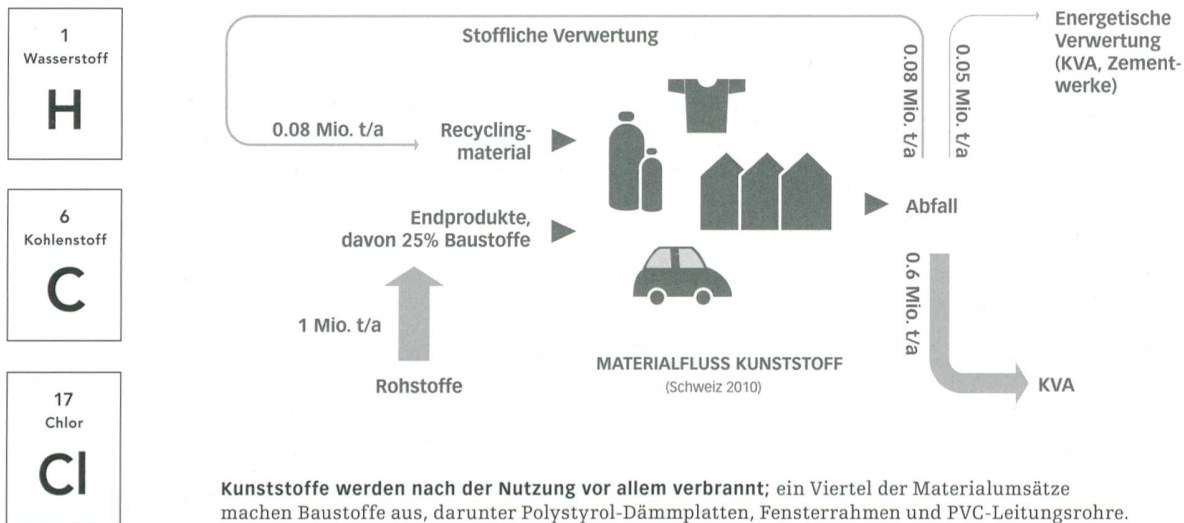 1
Wasserstoff
H
6
Kohlenstoff
C
17
Chlor
Cl
Stoffliche Verwertung
0.08 Mio. t/a
Recycling-
material
Endprodukte,
davon 25% Baustoffe
1 Mio. t/a
Rohstoffe
MATERIALFLUSS KUNSTSTOFF
(Schweiz 2010)
0.08 Mio. t/a
0.05 Mio. t/a
Energetische
Verwertung
(KVA, Zement-
werke)
Abfall
0.6 Mio. t/a
KVA
Kunststoffe werden nach der Nutzung vor allem verbrannt; ein Viertel der Materialumsätze
machen Baustoffe aus, darunter Polystyrol-Dämmplatten, Fensterrahmen und PVC-Leitungsrohre.